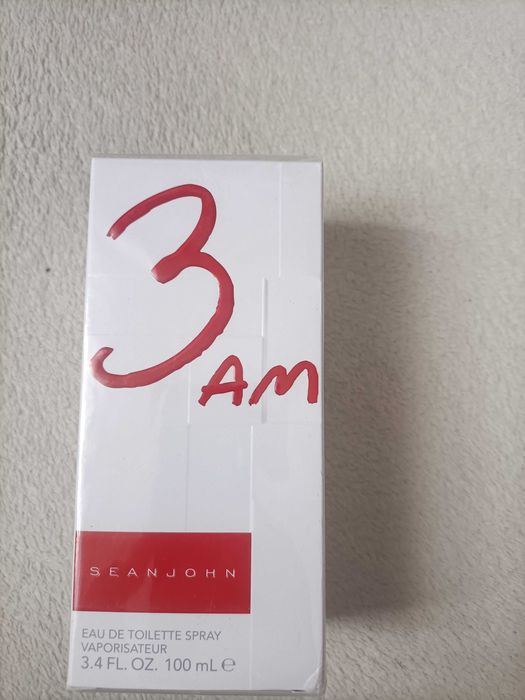 3
AM
SEANJOHN
EAU DE TOILETTE SPRAY
VAPORISATEUR
3.4 FL. OZ. 100 mL ℮